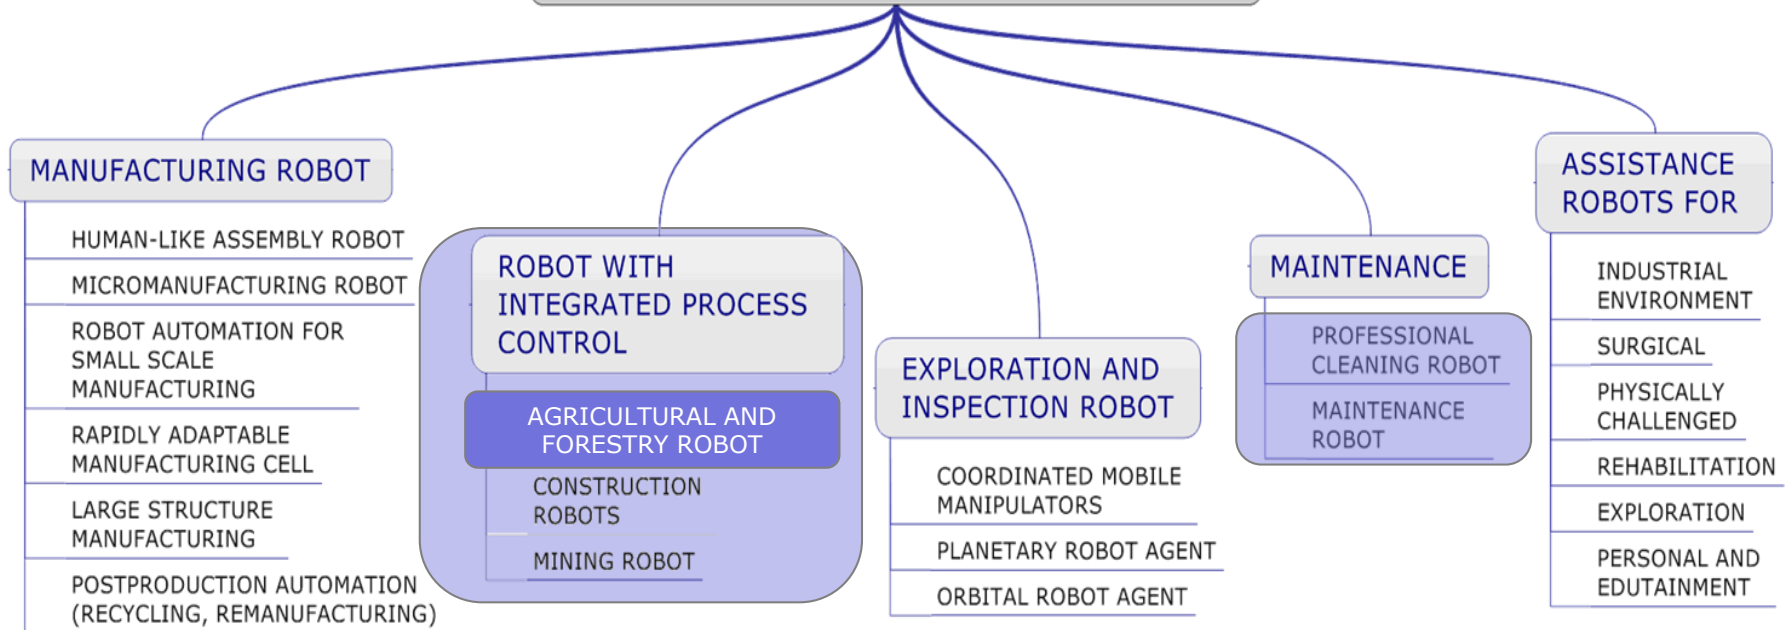 MANUFACTURING ROBOT
HUMAN-LIKE ASSEMBLY ROBOT
MICROMANUFACTURING ROBOT
ROBOT AUTOMATION FOR
SMALL SCALE
MANUFACTURING
RAPIDLY ADAPTABLE
MANUFACTURING CELL
LARGE STRUCTURE
MANUFACTURING
POSTPRODUCTION AUTOMATION
(RECYCLING, REMANUFACTURING)
ROBOT WITH
INTEGRATED PROCESS
CONTROL
AGRICULTURAL AND
FORESTRY ROBOT
CONSTRUCTION
ROBOTS
MINING ROBOT
EXPLORATION AND
INSPECTION ROBOT
COORDINATED MOBILE
MANIPULATORS
PLANETARY ROBOT AGENT
ORBITAL ROBOT AGENT
MAINTENANCE
PROFESSIONAL
CLEANING ROBOT
MAINTENANCE
ROBOT
ASSISTANCE
ROBOTS FOR
INDUSTRIAL
ENVIRONMENT
SURGICAL
PHYSICALLY
CHALLENGED
REHABILITATION
EXPLORATION
PERSONAL AND
EDUTAINMENT